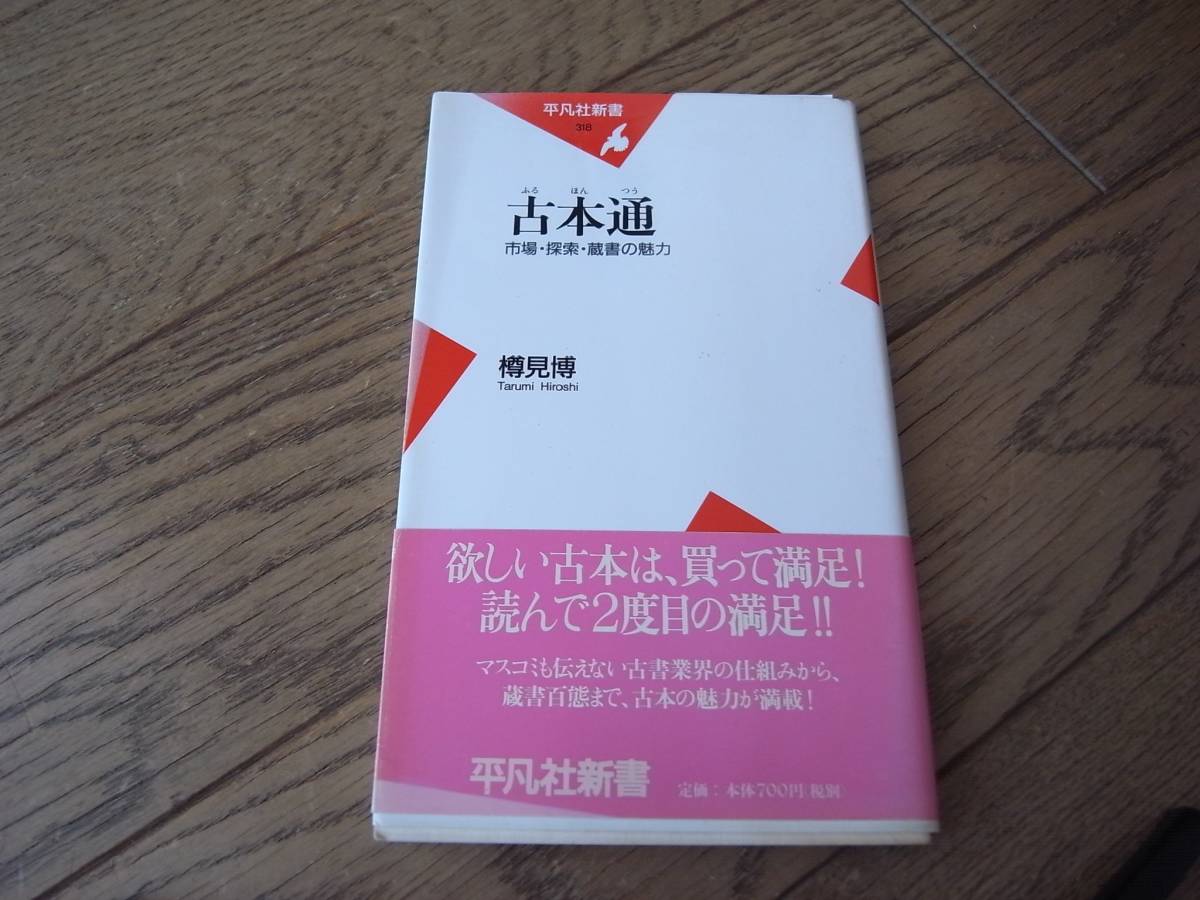 平凡社新書
318
ふる ほん つう
古本通
市場・探索・蔵書の魅力
樽見博
Tarumi Hiroshi
欲しい古本は、買って満足!
読んで2度目の満足!!
マスコミも伝えない古書業界の仕組みから、
蔵書百態まで、古本の魅力が満載!
平凡社新書
定価:本体700円(税別)